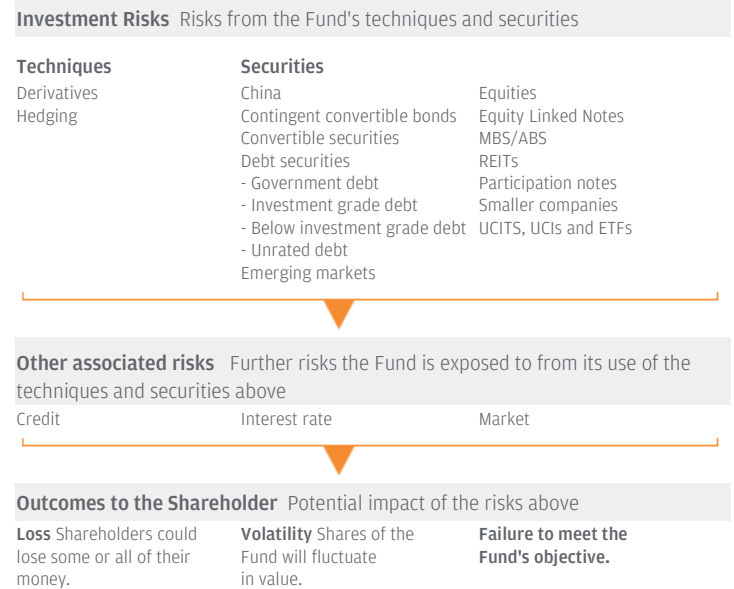 Investment Risks Risks from the Fund's techniques and securities
Techniques
Derivatives
Hedging
Securities
China
Contingent convertible bonds
Convertible securities
Debt securities
- Government debt
- Investment grade debt
- Below investment grade debt
- Unrated debt
Emerging markets
Equities
Equity Linked Notes
MBS/ABS
REITs
Participation notes
Smaller companies
UCITS, UCIs and ETFs
Other associated risks Further risks the Fund is exposed to from its use of the
techniques and securities above
Credit
Interest rate
Market
Outcomes to the Shareholder Potential impact of the risks above
Loss Shareholders could
lose some or all of their
money.
Volatility Shares of the
Fund will fluctuate
in value.
Failure to meet the
Fund's objective.